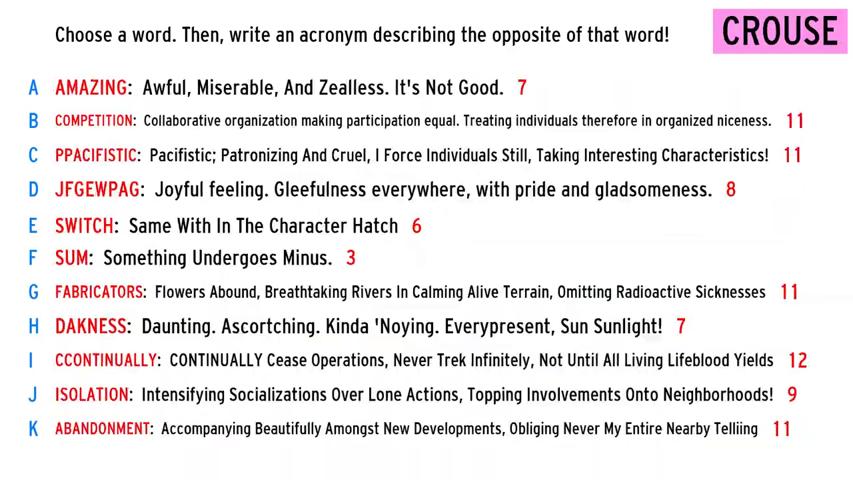 Choose a word. Then, write an acronym describing the opposite of that word!
CROUSE
A AMAZING: Awful, Miserable, And Zealless. It's Not Good. 7
B COMPETITION: Collaborative organization making participation equal. Treating individuals therefore in organized niceness. 11
C PPACIFISTIC: Pacifistic; Patronizing And Cruel, I Force Individuals Still, Taking Interesting Characteristics! 11
D JFGEWPAG: Joyful feeling. Gleefulness everywhere, with pride and gladsomeness. 8
E SWITCH: Same With In The Character Hatch 6
F SUM: Something Undergoes Minus. 3
G FABRICATORS: Flowers Abound, Breathtaking Rivers In Calming Alive Terrain, Omitting Radioactive Sicknesses 11
H DAKNESS: Daunting. Ascortching. Kinda 'Noying. Everypresent, Sun Sunlight! 7
I CCONTINUALLY: CONTINUALLY Cease Operations, Never Trek Infinitely, Not Until All Living Lifeblood Yields 12
J ISOLATION: Intensifying Socializations Over Lone Actions, Topping Involvements Onto Neighborhoods! 9
K ABANDONMENT: Accompanying Beautifully Amongst New Developments, Obliging Never My Entire Nearby Telliing 11